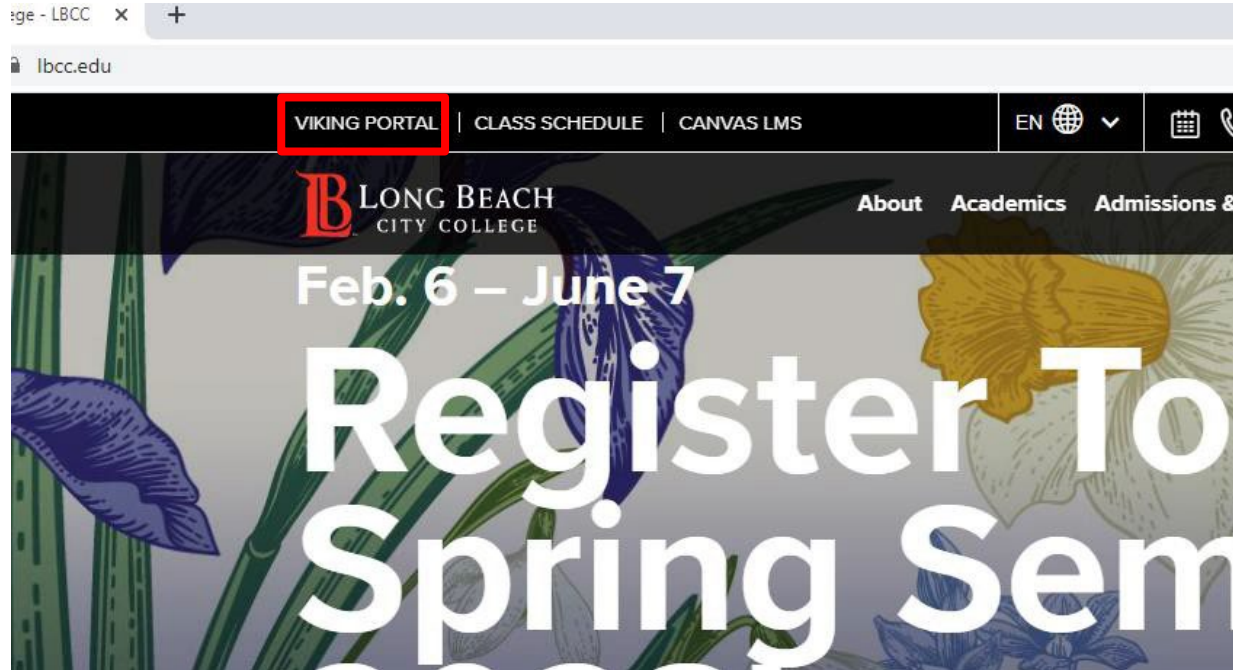 ege - LBCC
lbcc.edu
VIKING PORTAL | CLASS SCHEDULE | CANVAS LMS EN
LONG BEACH
CITY COLLEGE
About Academics Admissions &
Feb. 6 – June 7
Register To
Spring Sem